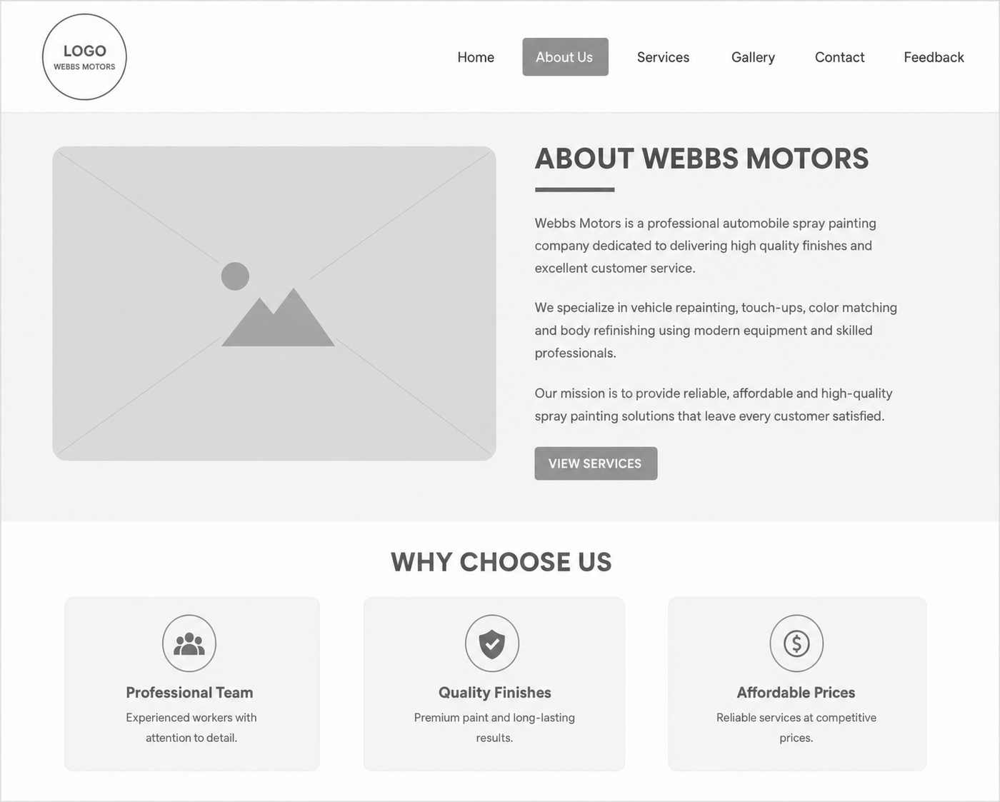 LOGO
WEBBS MOTORS
Home
About Us
Services
Gallery
Contact
Feedback
ABOUT WEBBS MOTORS
Webbs Motors is a professional automobile spray painting
company dedicated to delivering high quality finishes and
excellent customer service.
We specialize in vehicle repainting, touch-ups, color matching
and body refinishing using modern equipment and skilled
professionals.
Our mission is to provide reliable, affordable and high-quality
spray painting solutions that leave every customer satisfied.
VIEW SERVICES
WHY CHOOSE US
Professional Team
Experienced workers with
attention to detail.
Quality Finishes
Premium paint and long-lasting
results.
$
Affordable Prices
Reliable services at competitive
prices.